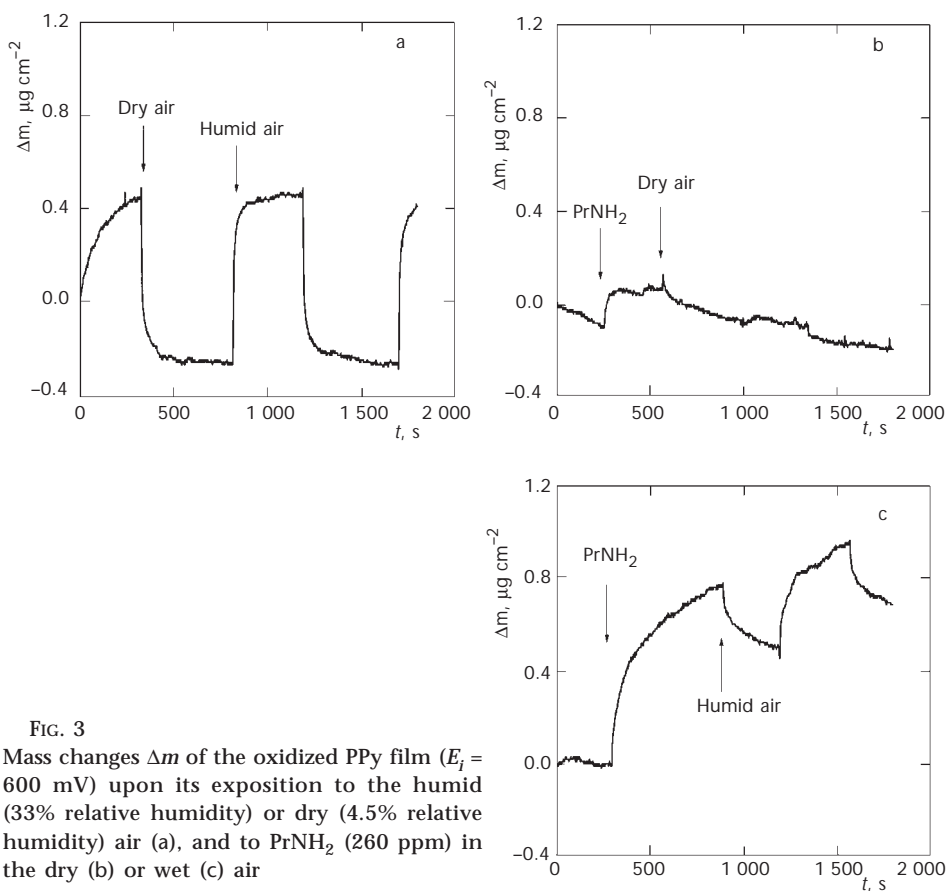 1.2
a
0.8
Δm, μg cm⁻²
Dry air
Humid air
0.4
0.0
−0.4
0 500 1 000 1 500 2 000
t, s
1.2
b
0.8
Δm, μg cm⁻²
Dry air
0.4
PrNH₂
0.0
−0.4
0 500 1 000 1 500 2 000
t, s
1.2
c
PrNH₂
0.8
Δm, μg cm⁻²
0.4
Humid air
0.0
−0.4
0 500 1 000 1 500 2 000
t, s
FIG. 3
Mass changes Δm of the oxidized PPy film (Eᵢ =
600 mV) upon its exposition to the humid
(33% relative humidity) or dry (4.5% relative
humidity) air (a), and to PrNH₂ (260 ppm) in
the dry (b) or wet (c) air